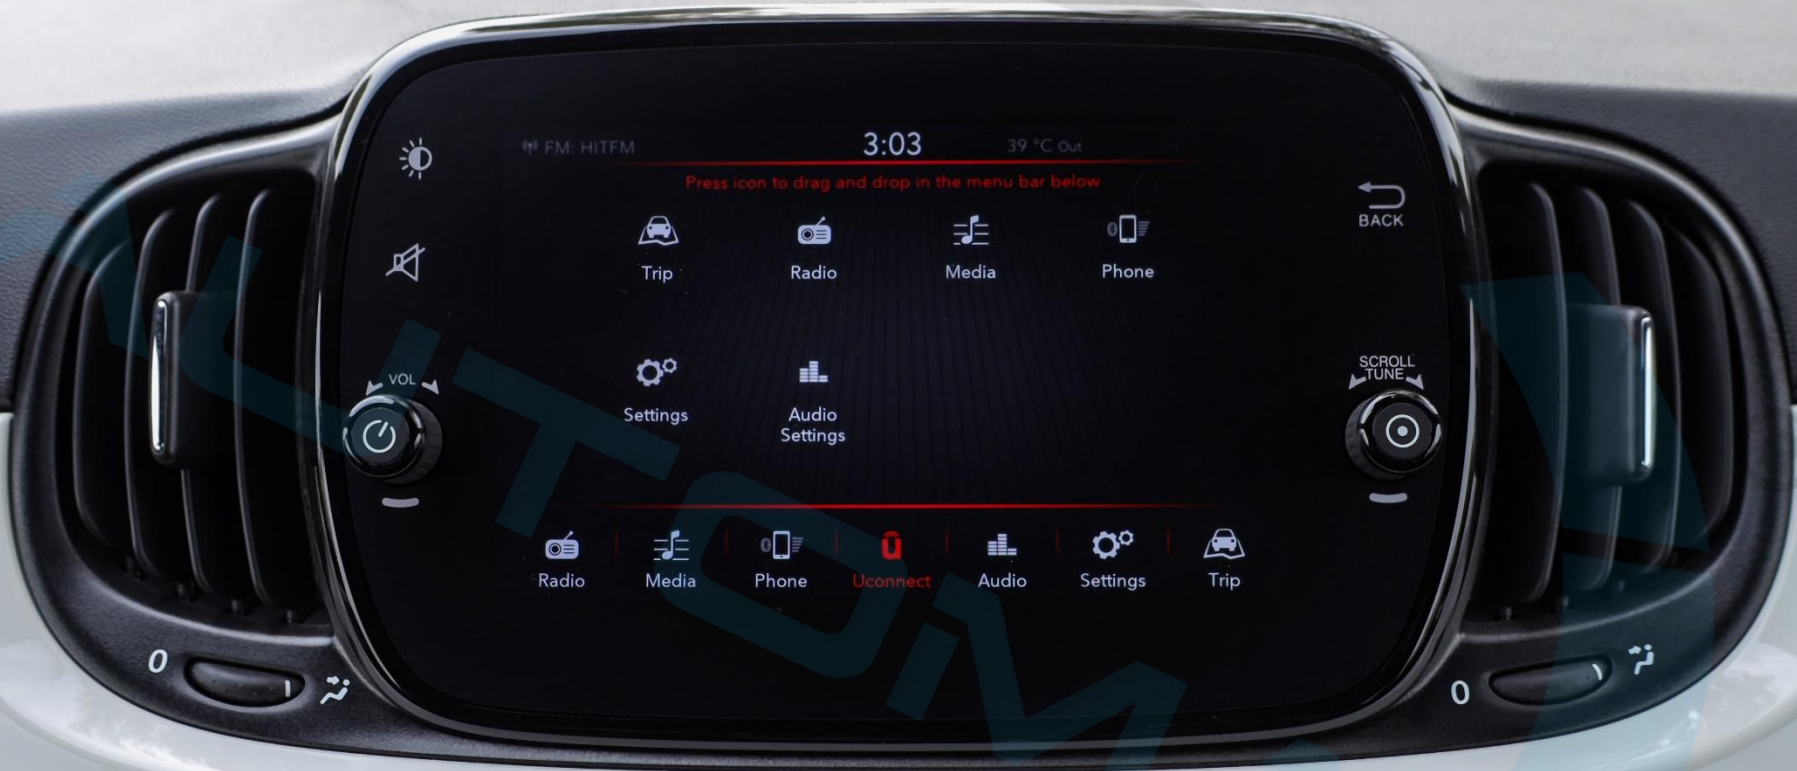 FM: HITFM 3:03 39 °C Out
Press icon to drag and drop in the menu bar below
BACK
Trip Radio Media Phone
SCROLL
TUNE
VOL
Settings Audio
Settings
Radio Media Phone Uconnect Audio Settings Trip
0
0
AUTOM